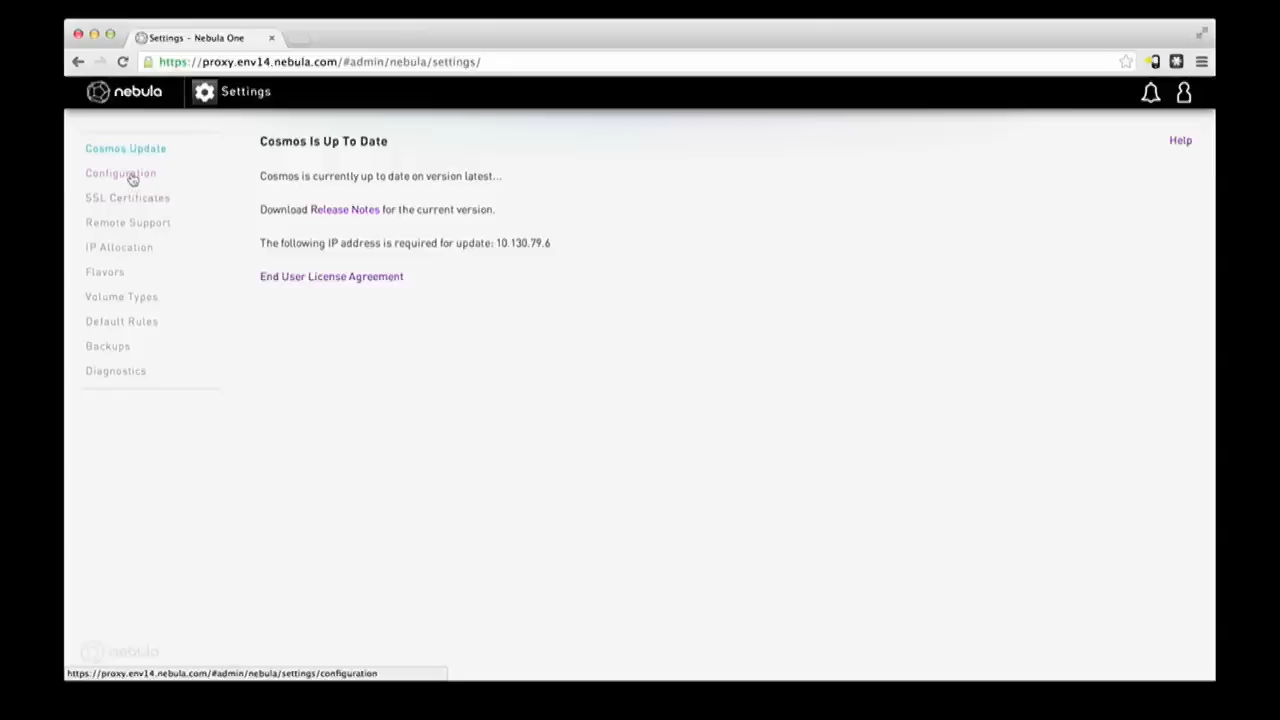 Settings - Nebula One
https://proxy.env14.nebula.com/#admin/nebula/settings/
nebula
Settings
Cosmos Update
Configuration
SSL Certificates
Remote Support
IP Allocation
Flavors
Volume Types
Default Rules
Backups
Diagnostics
Cosmos Is Up To Date
Help
Cosmos is currently up to date on version latest...
Download Release Notes for the current version.
The following IP address is required for update: 10.130.79.6
End User License Agreement
nebula
https://proxy.env14.nebula.com/#admin/nebula/settings/configuration